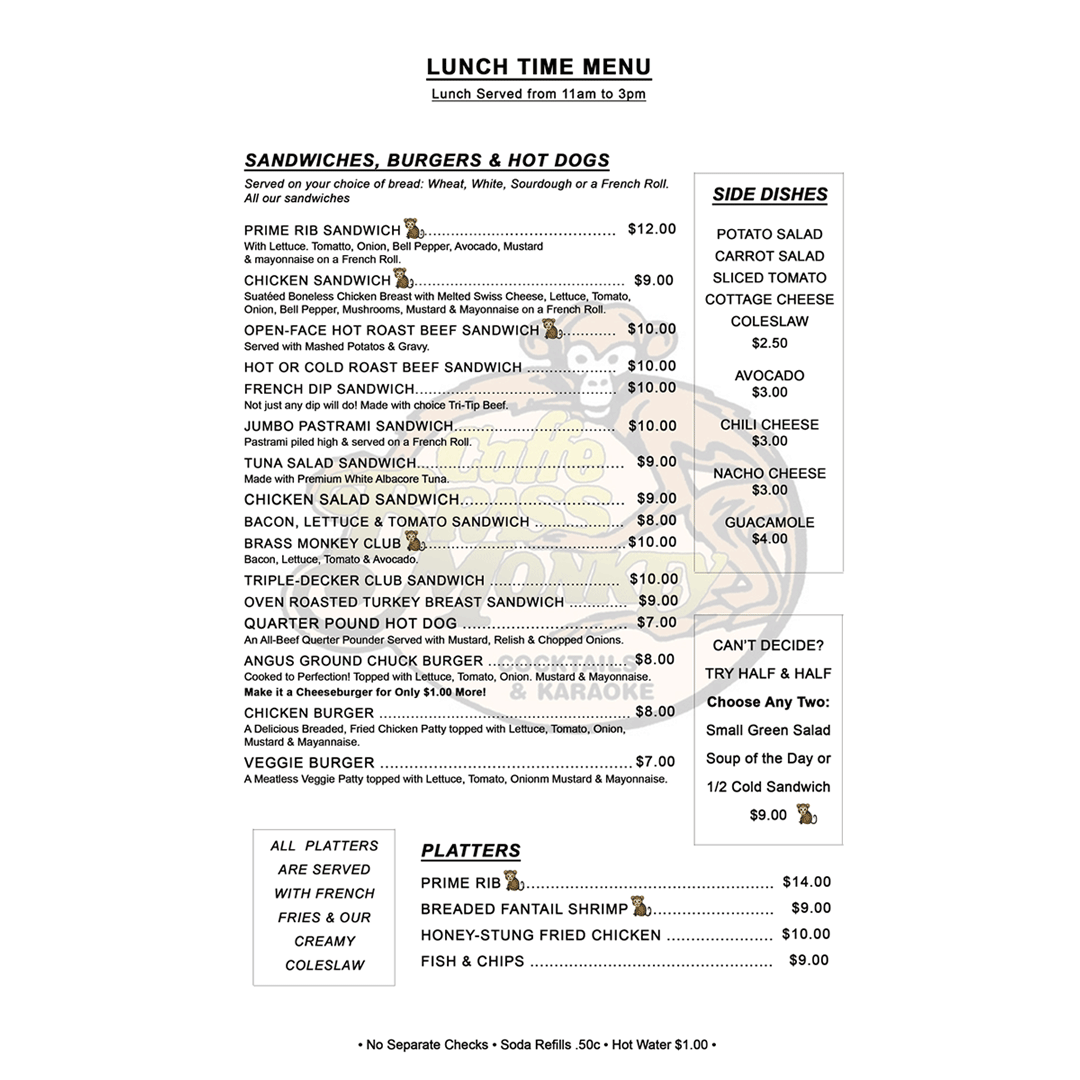 LUNCH TIME MENU
Lunch Served from 11am to 3pm
SANDWICHES, BURGERS & HOT DOGS
Served on your choice of bread: Wheat, White, Sourdough or a French Roll.
All our sandwiches
PRIME RIB SANDWICH ................................................ $12.00
With Lettuce. Tomatto, Onion, Bell Pepper, Avocado, Mustard
& mayonnaise on a French Roll.
CHICKEN SANDWICH ..................................................... $9.00
Suatéed Boneless Chicken Breast with Melted Swiss Cheese, Lettuce, Tomato,
Onion, Bell Pepper, Mushrooms, Mustard & Mayonnaise on a French Roll.
OPEN-FACE HOT ROAST BEEF SANDWICH ............. $10.00
Served with Mashed Potatos & Gravy.
HOT OR COLD ROAST BEEF SANDWICH ...................... $10.00
FRENCH DIP SANDWICH.................................................. $10.00
Not just any dip will do! Made with choice Tri-Tip Beef.
JUMBO PASTRAMI SANDWICH......................................... $10.00
Pastrami piled high & served on a French Roll.
TUNA SALAD SANDWICH.................................................... $9.00
Made with Premium White Albacore Tuna.
CHICKEN SALAD SANDWICH......................................... $9.00
BACON, LETTUCE & TOMATO SANDWICH ...................... $8.00
BRASS MONKEY CLUB ..................................................$10.00
Bacon, Lettuce, Tomato & Avocado.
TRIPLE-DECKER CLUB SANDWICH ................................ $10.00
OVEN ROASTED TURKEY BREAST SANDWICH .............. $9.00
QUARTER POUND HOT DOG ......................................... $7.00
An All-Beef Querter Pounder Served with Mustard, Relish & Chopped Onions.
ANGUS GROUND CHUCK BURGER ....................................$8.00
Cooked to Perfection! Topped with Lettuce, Tomato, Onion. Mustard & Mayonnaise.
Make it a Cheeseburger for Only $1.00 More!
CHICKEN BURGER ............................................................... $8.00
A Delicious Breaded, Fried Chicken Patty topped with Lettuce, Tomato, Onion,
Mustard & Mayannaise.
VEGGIE BURGER ...............................................................$7.00
A Meatless Veggie Patty topped with Lettuce, Tomato, Onionm Mustard & Mayonnaise.
SIDE DISHES
POTATO SALAD
CARROT SALAD
SLICED TOMATO
COTTAGE CHEESE
COLESLAW
$2.50
AVOCADO
$3.00
CHILI CHEESE
$3.00
NACHO CHEESE
$3.00
GUACAMOLE
$4.00
CAN'T DECIDE?
TRY HALF & HALF
Choose Any Two:
Small Green Salad
Soup of the Day or
1/2 Cold Sandwich
$9.00
Caffe
BRASS
MONKEY
COCKTAILS
& KARAOKE
ALL PLATTERS
ARE SERVED
WITH FRENCH
FRIES & OUR
CREAMY
COLESLAW
PLATTERS
PRIME RIB ................................................................ $14.00
BREADED FANTAIL SHRIMP ............................... $9.00
HONEY-STUNG FRIED CHICKEN ........................... $10.00
FISH & CHIPS ............................................................... $9.00
• No Separate Checks • Soda Refills .50c • Hot Water $1.00 •